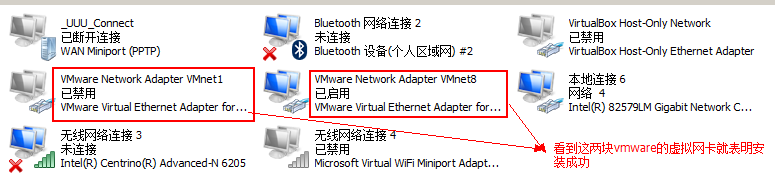 _UUU_Connect
已断开连接
WAN Miniport (PPTP)
Bluetooth 网络连接 2
未连接
Bluetooth 设备(个人区域网) #2
VirtualBox Host-Only Network
已禁用
VirtualBox Host-Only Ethernet Adapter
VMware Network Adapter VMnet1
已禁用
VMware Virtual Ethernet Adapter for...
VMware Network Adapter VMnet8
已启用
VMware Virtual Ethernet Adapter for...
本地连接 6
网络 4
Intel(R) 82579LM Gigabit Network C...
无线网络连接 3
未连接
Intel(R) Centrino(R) Advanced-N 6205
无线网络连接 4
已禁用
Microsoft Virtual WiFi Miniport Adapt...
看到这两块vmware的虚拟网卡就表明安
装成功